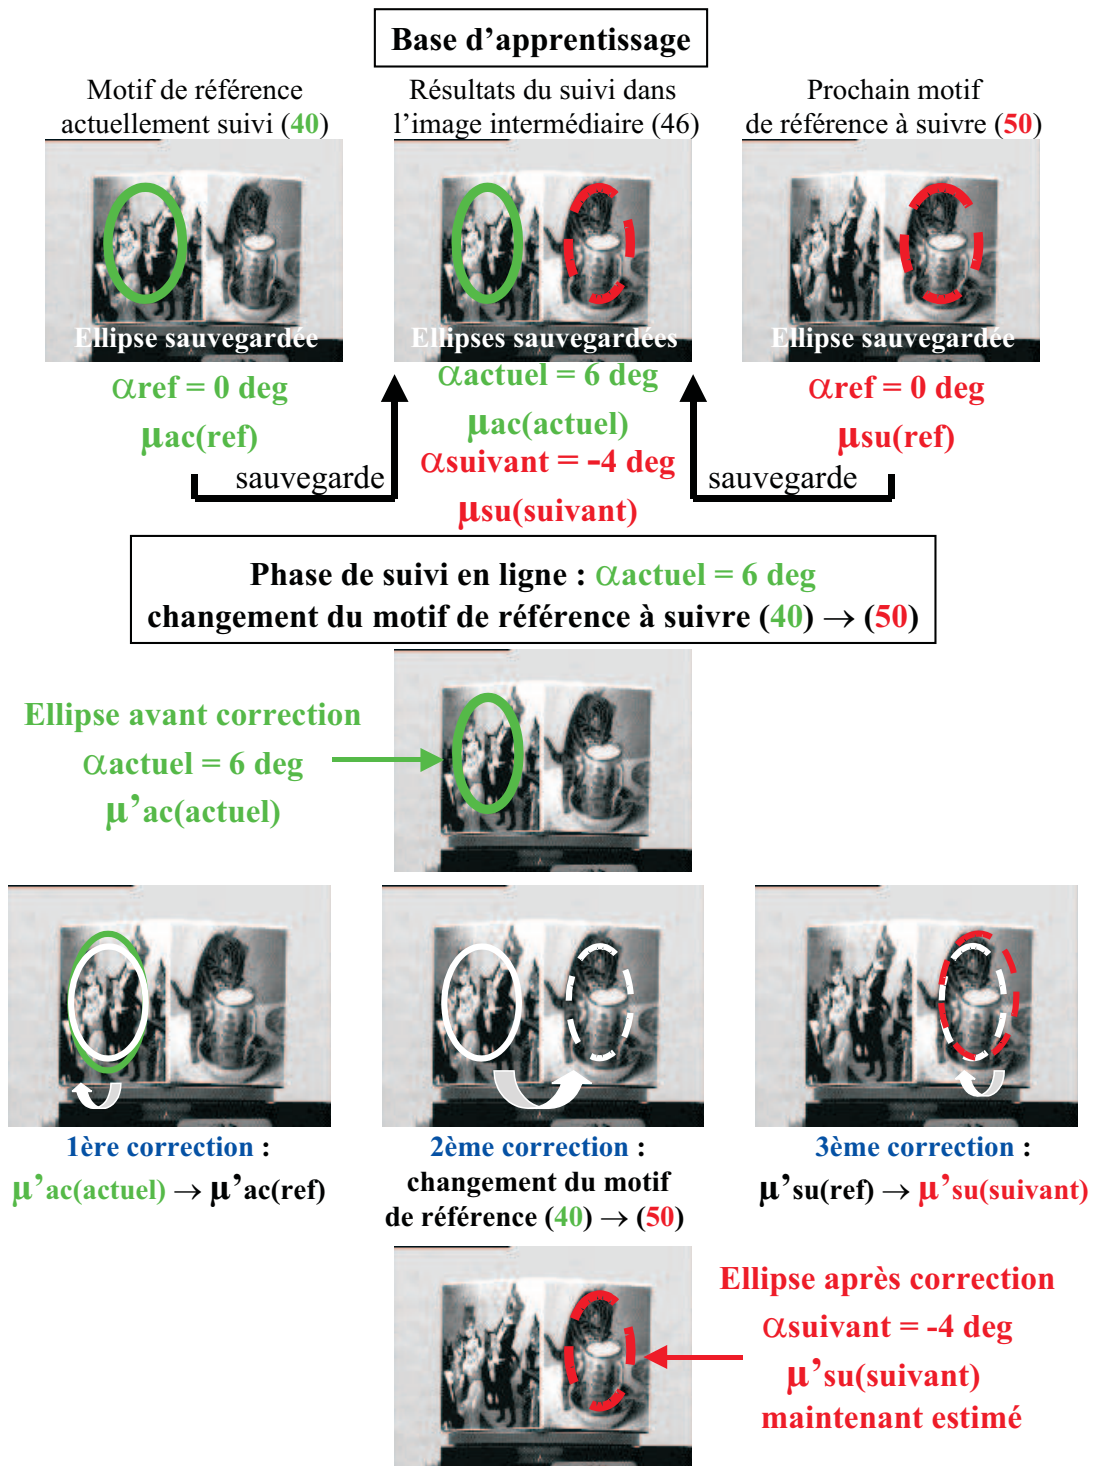 Base d'apprentissage
Motif de référence
actuellement suivi (40)
Résultats du suivi dans
l'image intermédiaire (46)
Prochain motif
de référence à suivre (50)
Ellipse sauvegardée
Ellipses sauvegardées
Ellipse sauvegardée
αref = 0 deg
μac(ref)
αactuel = 6 deg
μac(actuel)
αsuivant = -4 deg
μsu(suivant)
αref = 0 deg
μsu(ref)
sauvegarde
sauvegarde
Phase de suivi en ligne : αactuel = 6 deg
changement du motif de référence à suivre (40) → (50)
Ellipse avant correction
αactuel = 6 deg
μ'ac(actuel)
1ère correction :
μ'ac(actuel) → μ'ac(ref)
2ème correction :
changement du motif
de référence (40) → (50)
3ème correction :
μ'su(ref) → μ'su(suivant)
Ellipse après correction
αsuivant = -4 deg
μ'su(suivant)
maintenant estimé